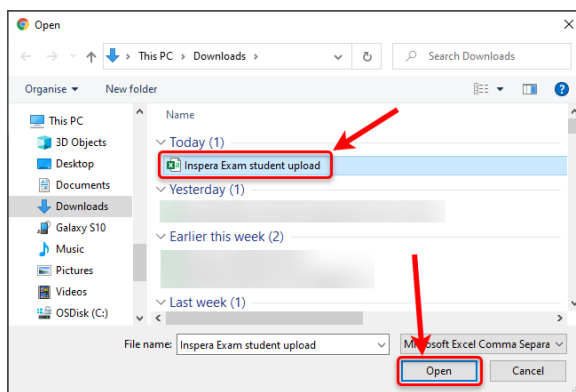 Open
This PC > Downloads >
Search Downloads
Organise
New folder
This PC
3D Objects
Desktop
Documents
Downloads
Galaxy S10
Music
Pictures
Videos
OSDisk (C:)
Name
Today (1)
Inspera Exam student upload
Yesterday (1)
Earlier this week (2)
Last week (1)
File name: Inspera Exam student upload
Microsoft Excel Comma Separa
Open
Cancel